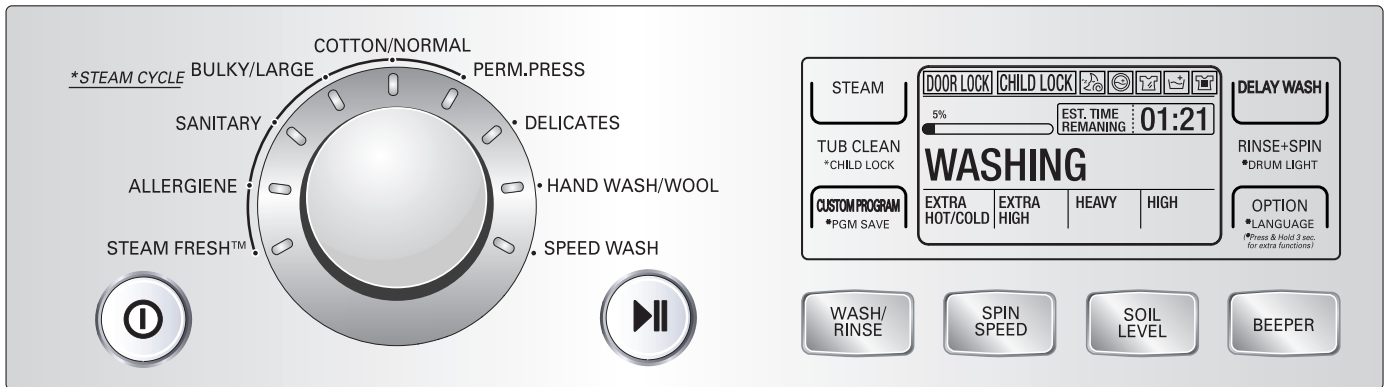 COTTON/NORMAL
*STEAM CYCLE
BULKY/LARGE
PERM.PRESS
SANITARY
DELICATES
ALLERGIENE
HAND WASH/WOOL
STEAM FRESH™
SPEED WASH
STEAM
TUB CLEAN
*CHILD LOCK
CUSTOM PROGRAM
*PGM SAVE
DOOR LOCK CHILD LOCK
5%
EST. TIME
REMANING
01:21
WASHING
EXTRA
HOT/COLD
EXTRA
HIGH
HEAVY
HIGH
DELAY WASH
RINSE+SPIN
*DRUM LIGHT
OPTION
*LANGUAGE
(*Press & Hold 3 sec.
for extra functions)
WASH/
RINSE
SPIN
SPEED
SOIL
LEVEL
BEEPER